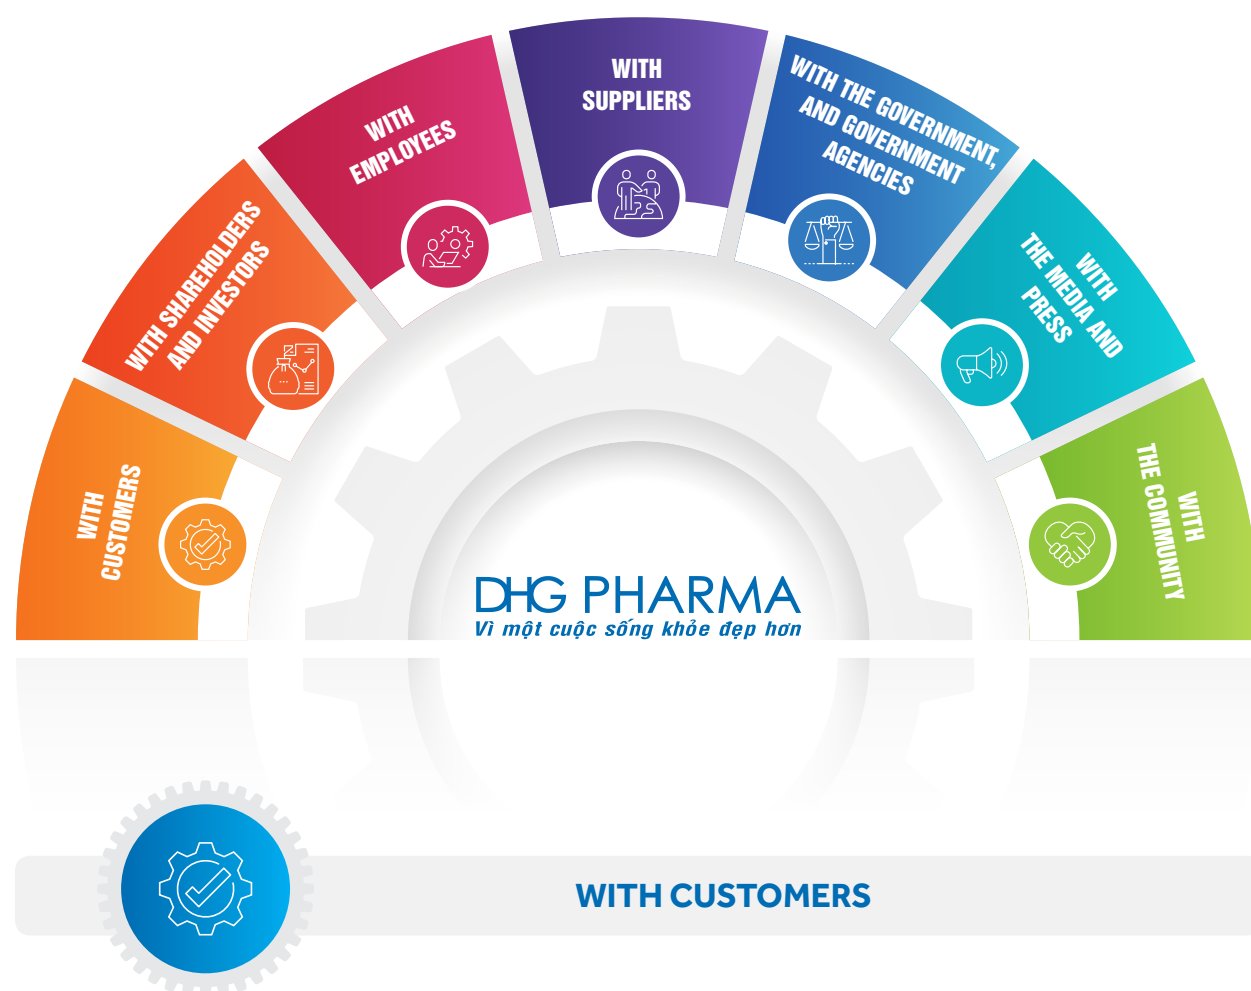 WITH
CUSTOMERS
WITH SHAREHOLDERS
AND INVESTORS
WITH
EMPLOYEES
WITH
SUPPLIERS
WITH THE GOVERNMENT,
AND GOVERNMENT
AGENCIES
WITH
THE MEDIA AND
PRESS
WITH
THE COMMUNITY
DHG PHARMA
Vì một cuộc sống khỏe đẹp hơn
WITH CUSTOMERS